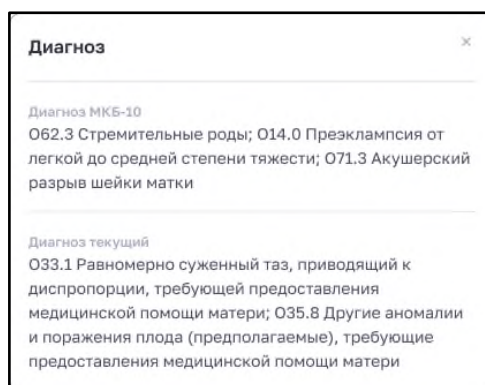 Диагноз
Диагноз МКБ-10
O62.3 Стремительные роды; O14.0 Преэклампсия от
легкой до средней степени тяжести; O71.3 Акушерский
разрыв шейки матки
Диагноз текущий
O33.1 Равномерно суженный таз, приводящий к
диспропорции, требующей предоставления
медицинской помощи матери; O35.8 Другие аномалии
и поражения плода (предполагаемые), требующие
предоставления медицинской помощи матери